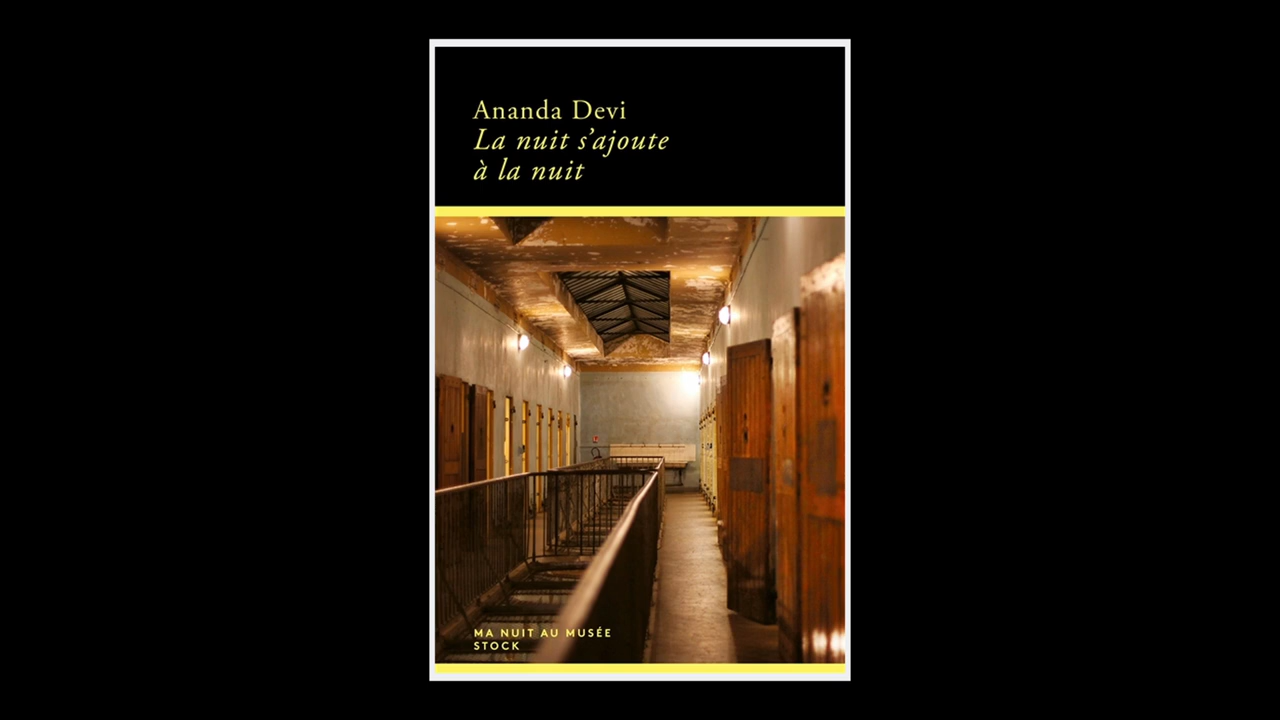 Ananda Devi
La nuit s’ajoute
à la nuit
MA NUIT AU MUSÉE
STOCK